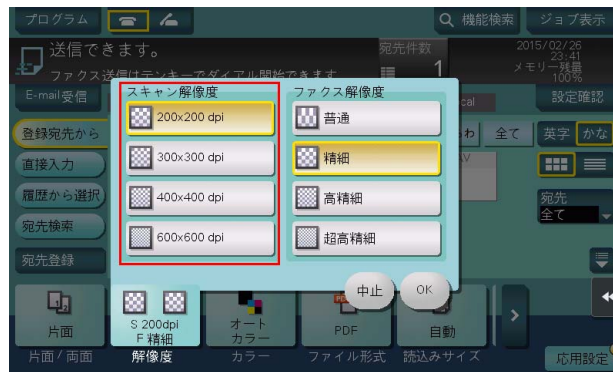 プログラム
機能検索
ジョブ表示
送信できます。
宛先件数
1
2015/02/26
23:41
メモリー残量
100%
ファクス送信はテンキーでダイアル開始できます
E-mail受信
設定確認
スキャン解像度
ファクス解像度
200x200 dpi
普通
登録宛先から
わ
全て
英字
かな
300x300 dpi
精細
直接入力
400x400 dpi
高精細
履歴から選択
宛先
全て
600x600 dpi
超高精細
宛先検索
宛先登録
中止
OK
片面
S 200dpi
F 精細
オート
カラー
PDF
自動
片面/両面
解像度
カラー
ファイル形式
読込みサイズ
応用設定